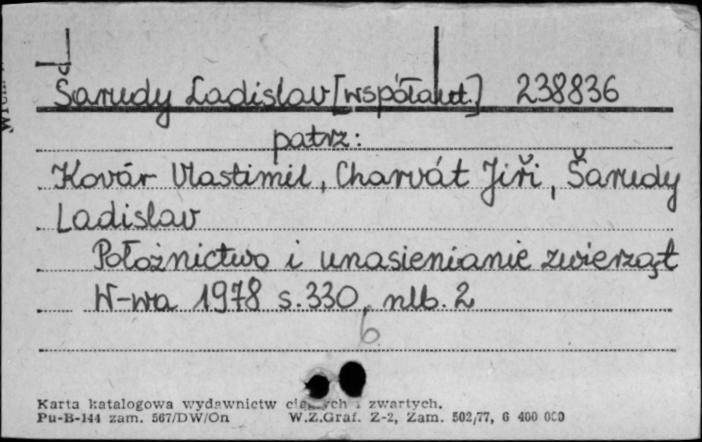 Šarudy Ladislav [współaut.] 238836
patrz:
Kovár Vlastimil, Charvát Jiři, Šarudy
Ladislav
Położnictwo i unasienianie zwierząt
W-wa 1978 s. 330, nlb. 2
6
Karta katalogowa wydawnictw i zwartych.
Pu-B-144 zam. 567/DW/On W.Z.Graf. Z-2, Zam. 502/77, 6 400 000